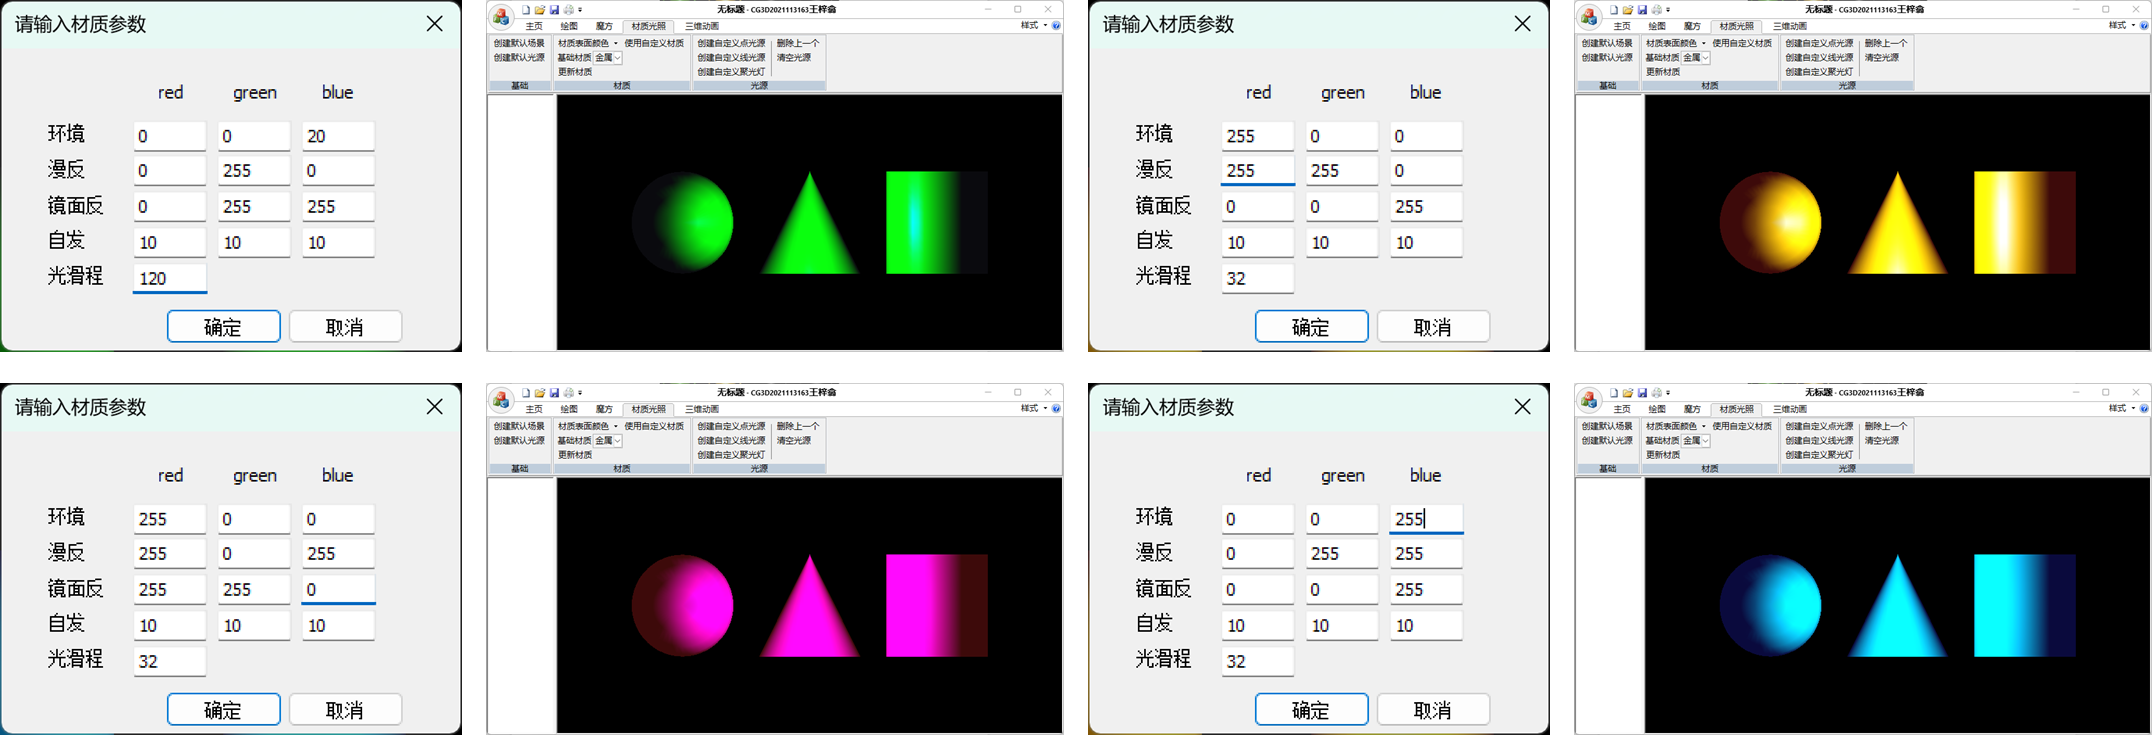 请输入材质参数
red green blue
环境 0 0 20
漫反 0 255 0
镜面反 0 255 255
自发 10 10 10
光滑程 120
确定 取消
无标题 - CG3D2021113163王梓龠
主页 绘图 魔方 材质光照 三维动画 样式
创建默认场景 材质表面颜色 使用自定义材质 创建自定义点光源 删除上一个
创建默认光源 基础材质 金属 创建自定义线光源 清空光源
更新材质 创建自定义聚光灯
基础 材质 光源
请输入材质参数
red green blue
环境 255 0 0
漫反 255 255 0
镜面反 0 0 255
自发 10 10 10
光滑程 32
确定 取消
无标题 - CG3D2021113163王梓龠
主页 绘图 魔方 材质光照 三维动画 样式
创建默认场景 材质表面颜色 使用自定义材质 创建自定义点光源 删除上一个
创建默认光源 基础材质 金属 创建自定义线光源 清空光源
更新材质 创建自定义聚光灯
基础 材质 光源
请输入材质参数
red green blue
环境 255 0 0
漫反 255 0 255
镜面反 255 255 0
自发 10 10 10
光滑程 32
确定 取消
无标题 - CG3D2021113163王梓龠
主页 绘图 魔方 材质光照 三维动画 样式
创建默认场景 材质表面颜色 使用自定义材质 创建自定义点光源 删除上一个
创建默认光源 基础材质 金属 创建自定义线光源 清空光源
更新材质 创建自定义聚光灯
基础 材质 光源
请输入材质参数
red green blue
环境 0 0 255
漫反 0 255 255
镜面反 0 0 255
自发 10 10 10
光滑程 32
确定 取消
无标题 - CG3D2021113163王梓龠
主页 绘图 魔方 材质光照 三维动画 样式
创建默认场景 材质表面颜色 使用自定义材质 创建自定义点光源 删除上一个
创建默认光源 基础材质 金属 创建自定义线光源 清空光源
更新材质 创建自定义聚光灯
基础 材质 光源